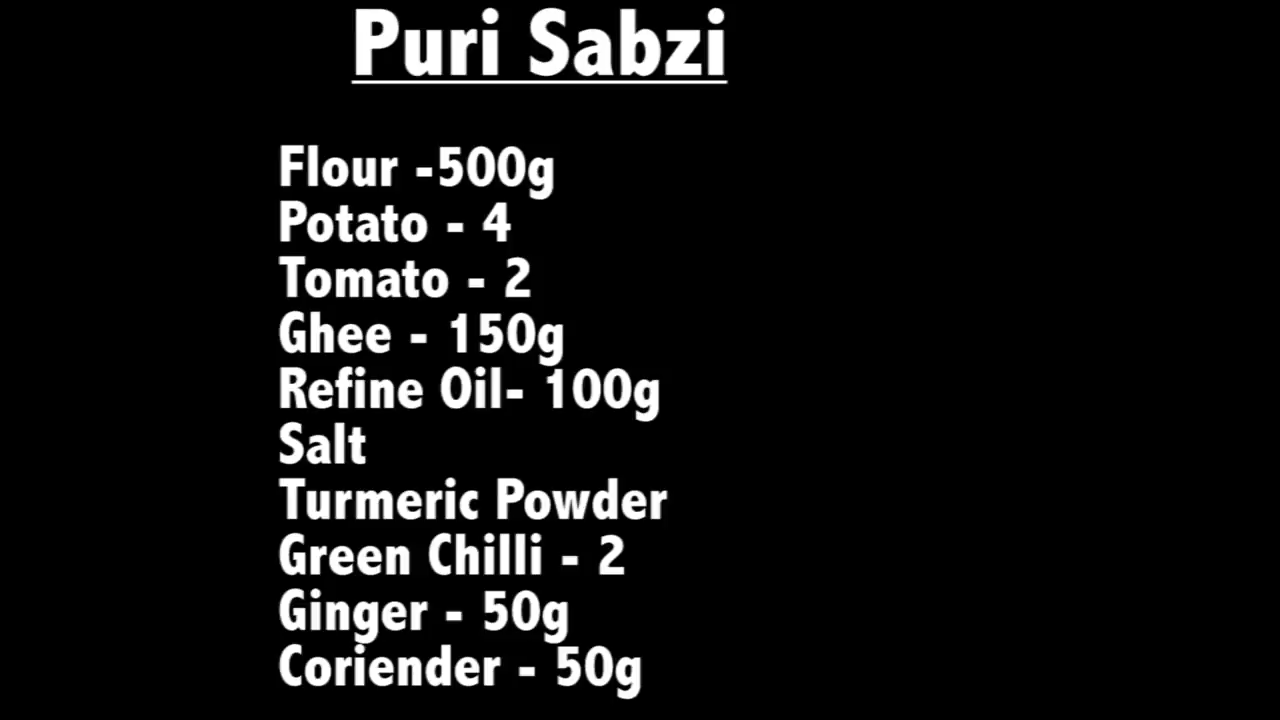 Puri Sabzi
Flour -500g
Potato - 4
Tomato - 2
Ghee - 150g
Refine Oil- 100g
Salt
Turmeric Powder
Green Chilli - 2
Ginger - 50g
Coriender - 50g